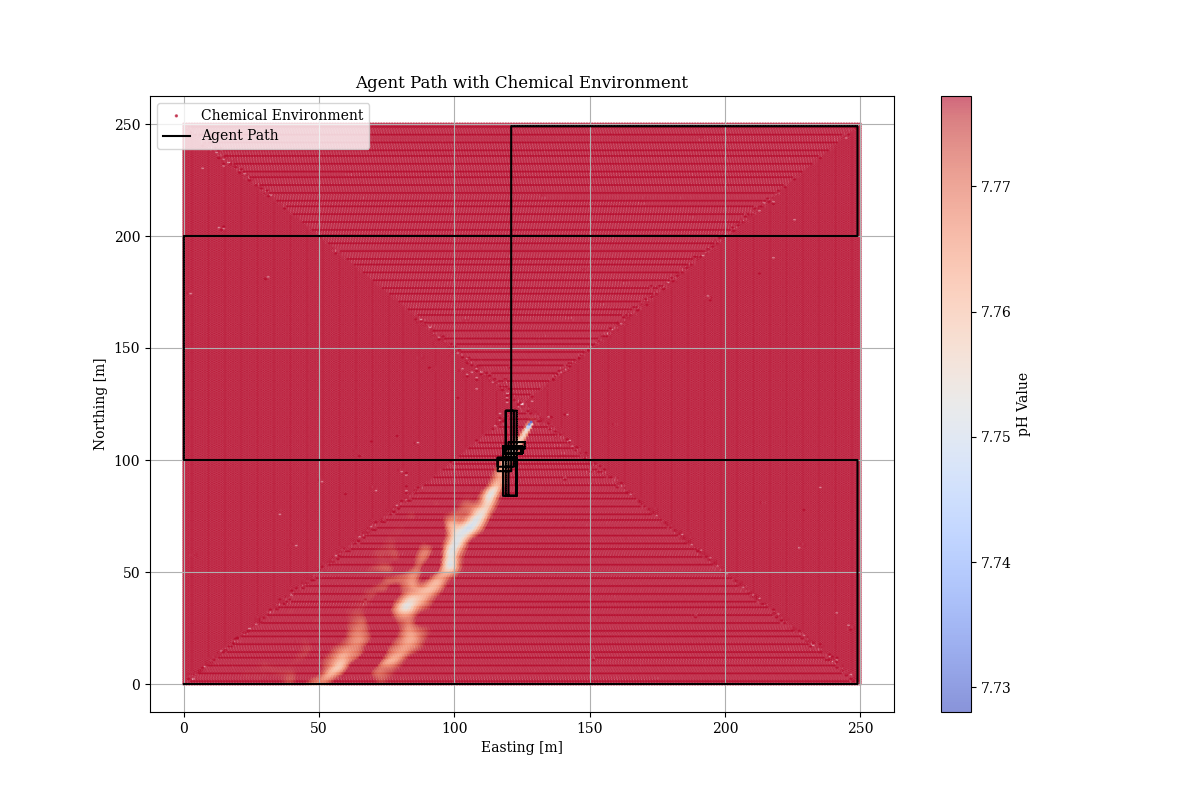 Agent Path with Chemical Environment
Chemical Environment
Agent Path
250
200
150
100
50
0
Northing [m]
0 50 100 150 200 250
Easting [m]
7.77
7.76
7.75
7.74
7.73
pH Value